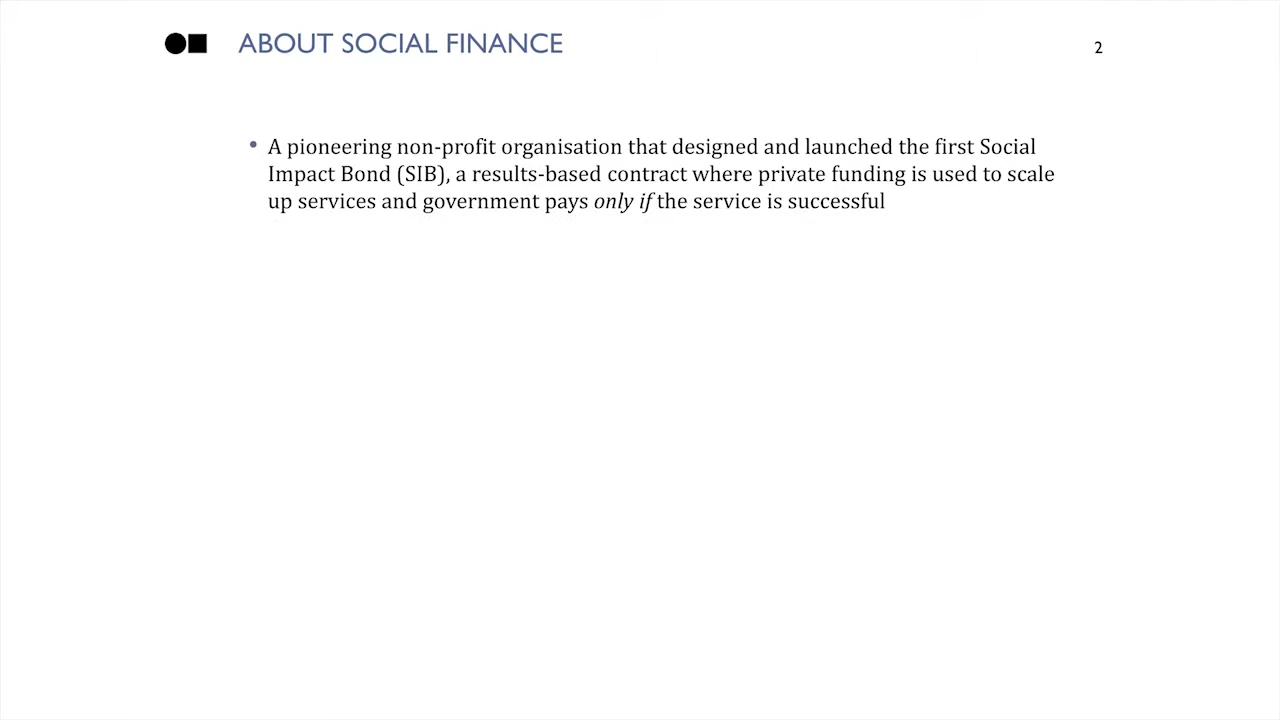 ABOUT SOCIAL FINANCE
2
• A pioneering non-profit organisation that designed and launched the first Social
Impact Bond (SIB), a results-based contract where private funding is used to scale
up services and government pays only if the service is successful